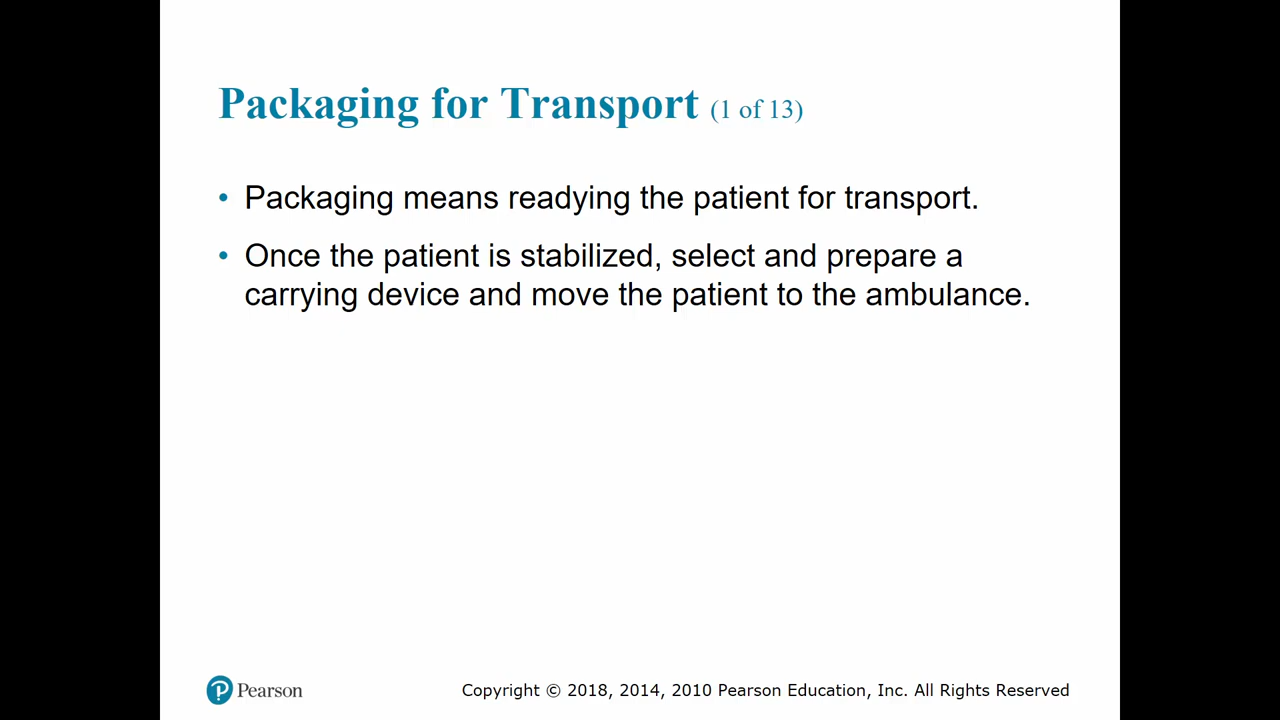 Packaging for Transport (1 of 13)
• Packaging means readying the patient for transport.
• Once the patient is stabilized, select and prepare a
carrying device and move the patient to the ambulance.
Pearson
Copyright © 2018, 2014, 2010 Pearson Education, Inc. All Rights Reserved